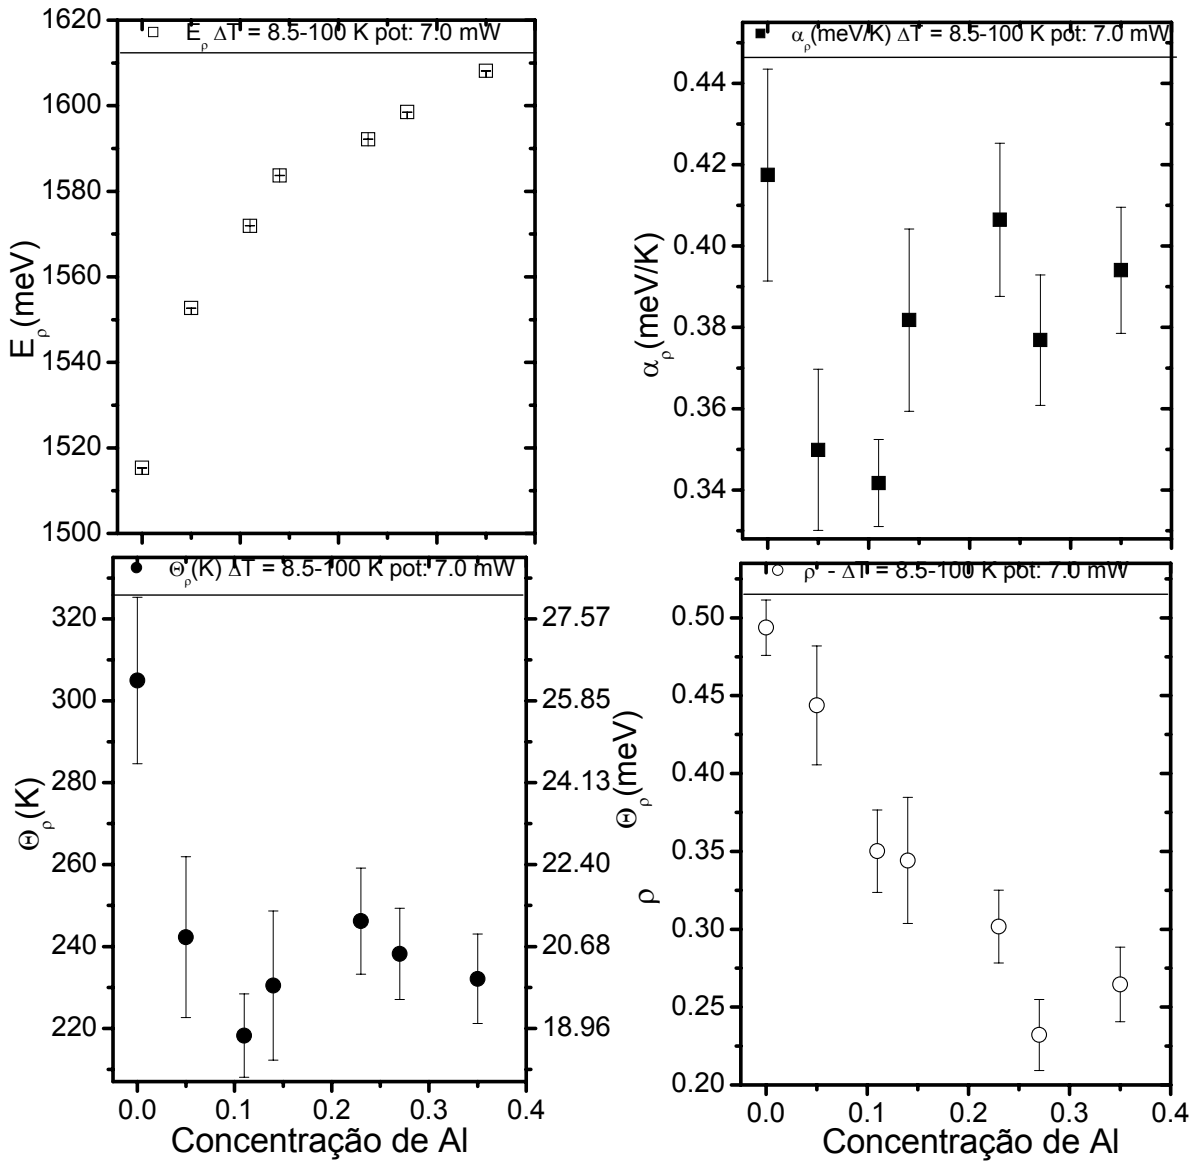 E_ρ ΔT = 8.5-100 K pot: 7.0 mW
1620
1600
1580
1560
1540
1520
1500
E_ρ(meV)
α_ρ(meV/K) ΔT = 8.5-100 K pot: 7.0 mW
0.44
0.42
0.40
0.38
0.36
0.34
α_ρ(meV/K)
Θ_ρ(K) ΔT = 8.5-100 K pot: 7.0 mW
320
300
280
260
240
220
Θ_ρ(K)
27.57
25.85
24.13
22.40
20.68
18.96
Θ_ρ(meV)
0.0 0.1 0.2 0.3 0.4
Concentração de Al
ρ - ΔT = 8.5-100 K pot: 7.0 mW
0.50
0.45
0.40
0.35
0.30
0.25
0.20
ρ
0.0 0.1 0.2 0.3 0.4
Concentração de Al